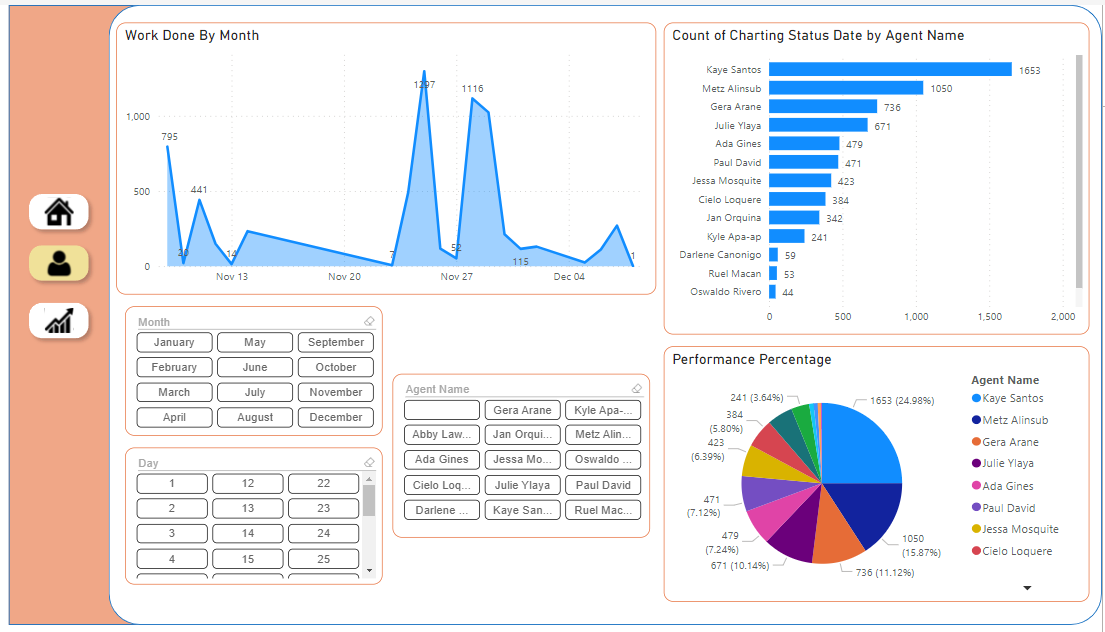 Work Done By Month
1,000
500
0
795
20
441
14
7
1297
52
1116
115
1
Nov 13
Nov 20
Nov 27
Dec 04
Count of Charting Status Date by Agent Name
Kaye Santos 1653
Metz Alinsub 1050
Gera Arane 736
Julie Ylaya 671
Ada Gines 479
Paul David 471
Jessa Mosquite 423
Cielo Loquere 384
Jan Orquina 342
Kyle Apa-ap 241
Darlene Canonigo 59
Ruel Macan 53
Oswaldo Rivero 44
0 500 1,000 1,500 2,000
Month
January May September
February June October
March July November
April August December
Day
1 12 22
2 13 23
3 14 24
4 15 25
Agent Name
Gera Arane Kyle Apa-...
Abby Law... Jan Orqui... Metz Alin...
Ada Gines Jessa Mo... Oswaldo ...
Cielo Loq... Julie Ylaya Paul David
Darlene ... Kaye San... Ruel Mac...
Performance Percentage
1653 (24.98%)
1050
(15.87%)
736 (11.12%)
671 (10.14%)
479
(7.24%)
471
(7.12%)
423
(6.39%)
384
(5.80%)
241 (3.64%)
Agent Name
Kaye Santos
Metz Alinsub
Gera Arane
Julie Ylaya
Ada Gines
Paul David
Jessa Mosquite
Cielo Loquere